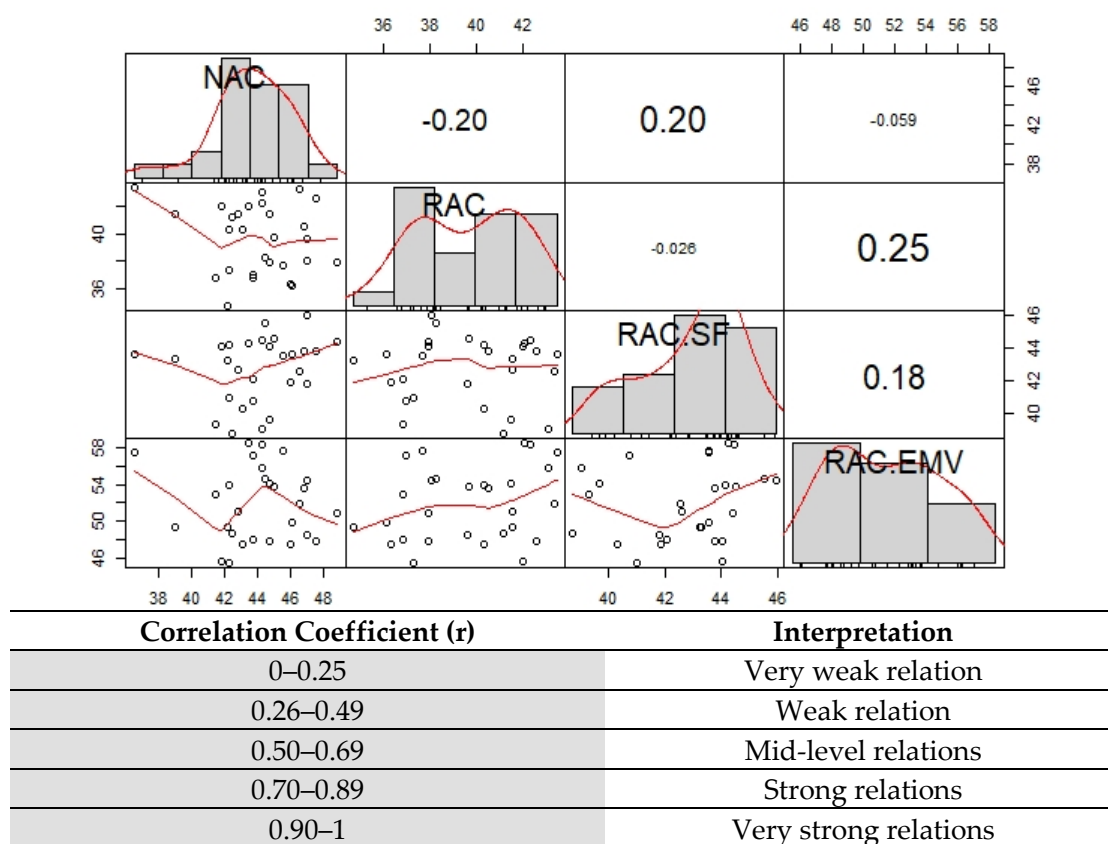 36 38 40 42 46 48 50 52 54 56 58
NAC -0.20 0.20 -0.059
38 42 46
36 40
RAC -0.026 0.25
RAC.SF 0.18
40 42 44 46
46 50 54 58
RAC.EMV
38 40 42 44 46 48 40 42 44 46
Correlation Coefficient (r) Interpretation
0–0.25 Very weak relation
0.26–0.49 Weak relation
0.50–0.69 Mid-level relations
0.70–0.89 Strong relations
0.90–1 Very strong relations